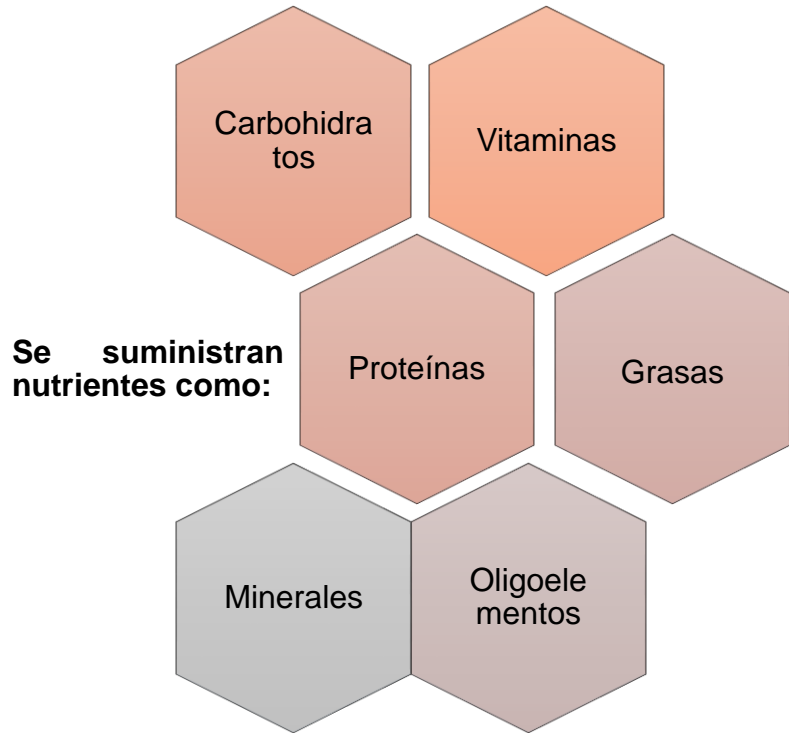 Carbohidra
tos
Vitaminas
Se suministran
nutrientes como:
Proteínas
Grasas
Minerales
Oligoele
mentos